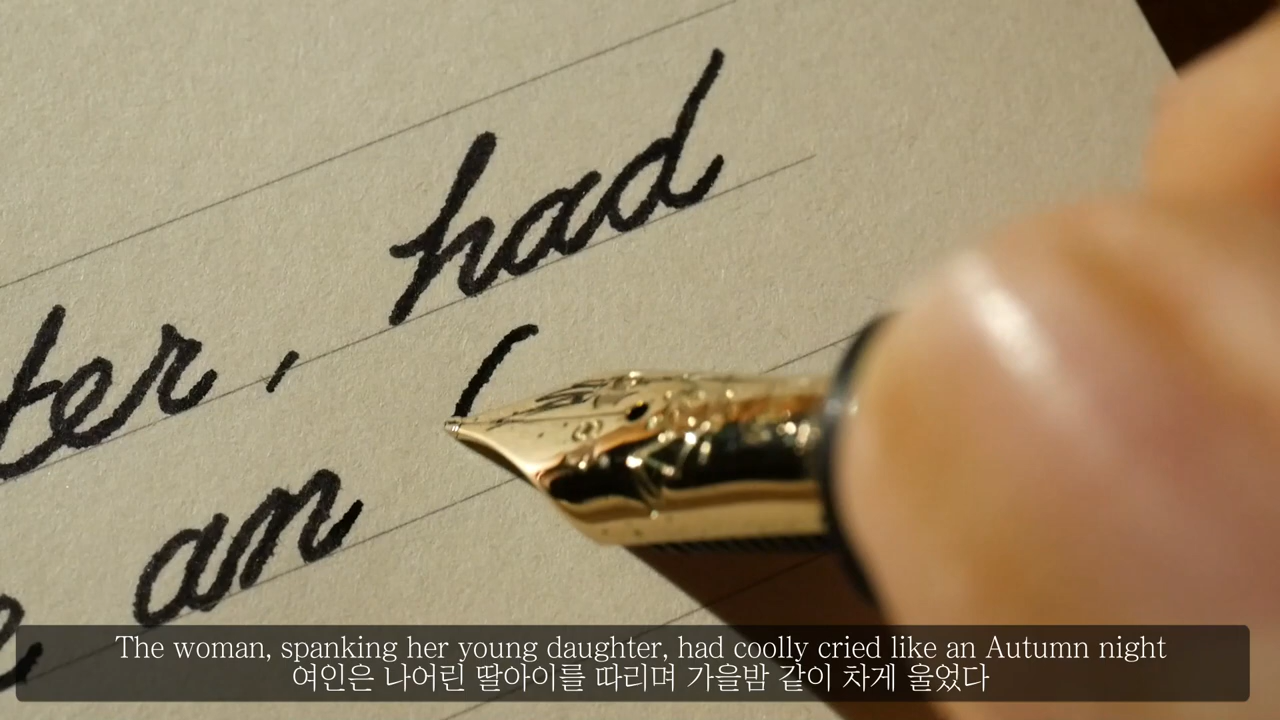 ter, had
an
The woman, spanking her young daughter, had coolly cried like an Autumn night
여인은 나어린 딸아이를 따리며 가을밤 같이 차게 울었다